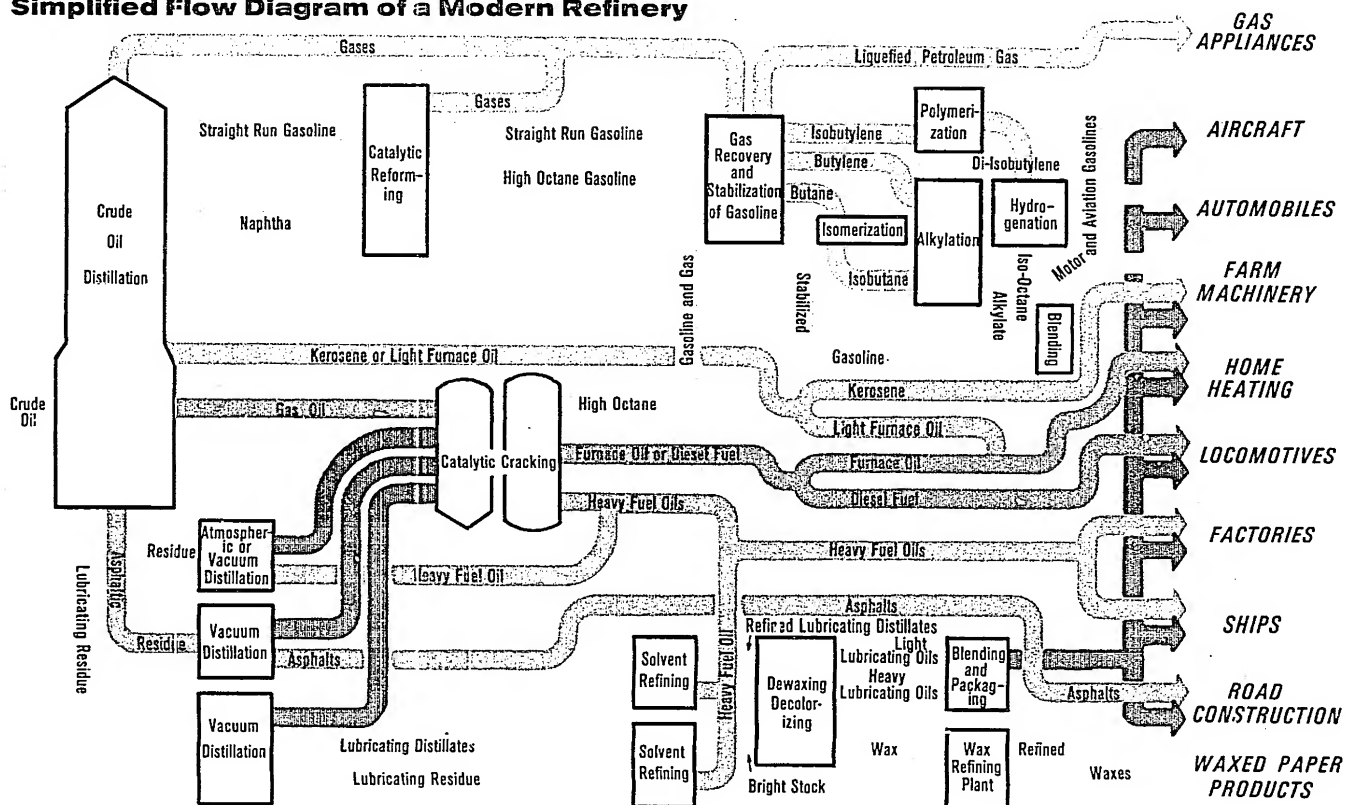 Simplified Flow Diagram of a Modern Refinery
GAS
APPLIANCES
Gases
Liquefied Petroleum Gas
Gases
Straight Run Gasoline
Catalytic
Reform-
ing
Straight Run Gasoline
High Octane Gasoline
Gas
Recovery
and
Stabilization
of Gasoline
Isobutylene
Butylene
Butane
Polymeri-
zation
Di-Isobutylene
Isomerization
Isobutane
Alkylation
Hydro-
genation
Motor and Aviation Gasolines
AIRCRAFT
AUTOMOBILES
FARM
MACHINERY
Crude
Oil
Distillation
Naphtha
Gasoline and Gas
Stabilized
Iso-Octane
Alkylate
Blending
Kerosene or Light Furnace Oil
Gasoline
Kerosene
HOME
HEATING
Crude
Oil
Gas Oil
Catalytic Cracking
High Octane
Light Furnace Oil
Furnace Oil or Diesel Fuel
Furnace Oil
LOCOMOTIVES
Diesel Fuel
Heavy Fuel Oils
Asphaltic
Residue
Atmospher-
ic or
Vacuum
Distillation
Heavy Fuel Oil
Heavy Fuel Oils
FACTORIES
Lubricating Residue
Residue
Vacuum
Distillation
Asphalts
Asphalts
SHIPS
Heavy Fuel Oil
Solvent
Refining
Refined Lubricating Distillates
Light
Lubricating Oils
Heavy
Lubricating Oils
Dewaxing
Decolor-
izing
Blending
and
Packag-
ing
Asphalts
ROAD
CONSTRUCTION
Vacuum
Distillation
Lubricating Distillates
Lubricating Residue
Solvent
Refining
Bright Stock
Wax
Wax
Refining
Plant
Refined
Waxes
WAXED PAPER
PRODUCTS